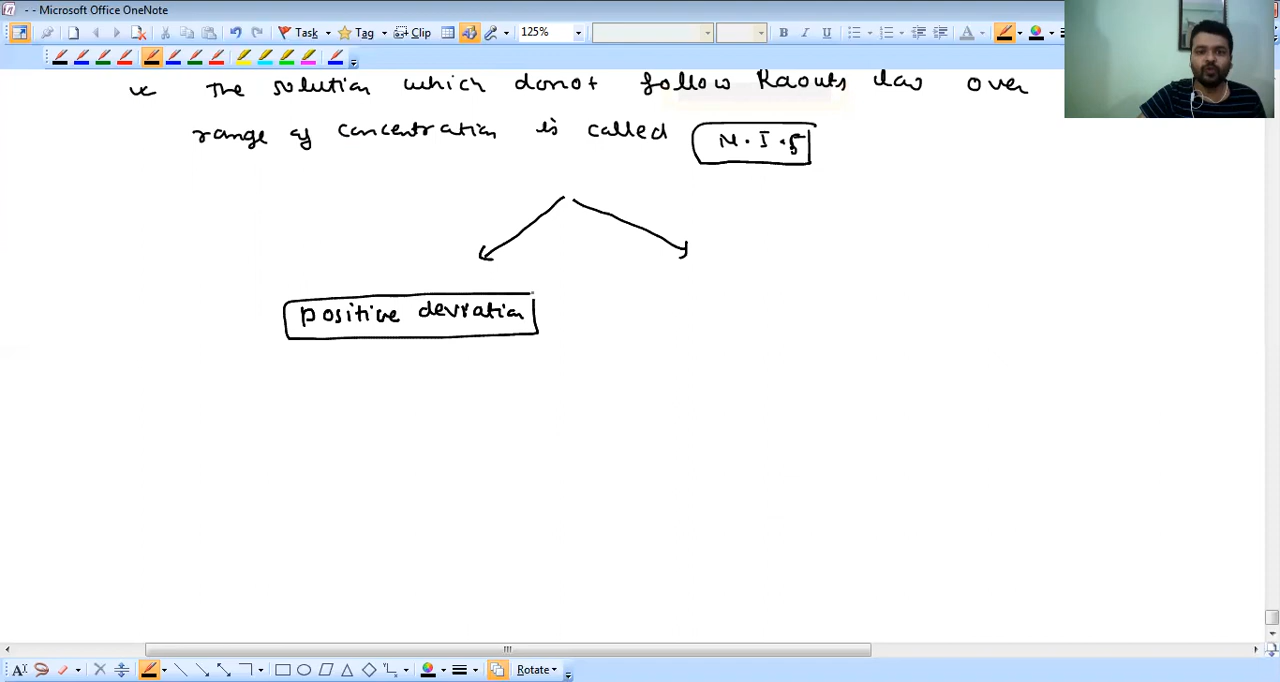 - - Microsoft Office OneNote
Task Tag Clip 125% B I U A
The solution which donot follow Raoults law over
range of concentration is called N.I.S
positive deviation
A Rotate